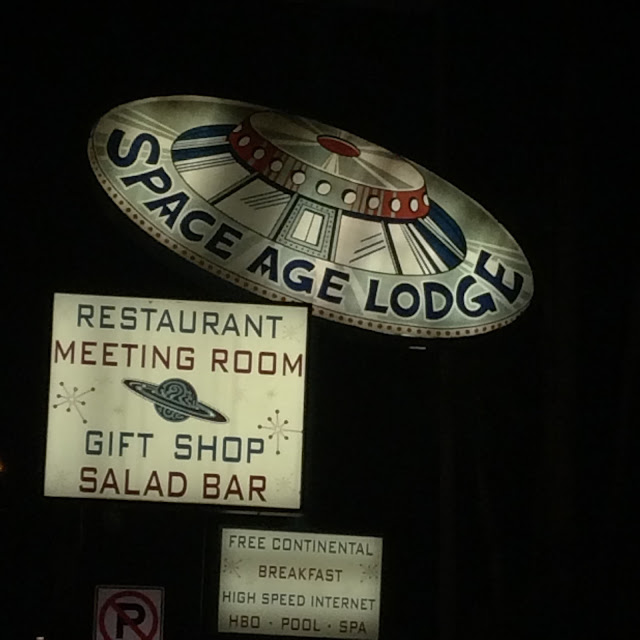 SPACE AGE LODGE
RESTAURANT
MEETING ROOM
GIFT SHOP
SALAD BAR
FREE CONTINENTAL
BREAKFAST
HIGH SPEED INTERNET
HBO · POOL · SPA
P